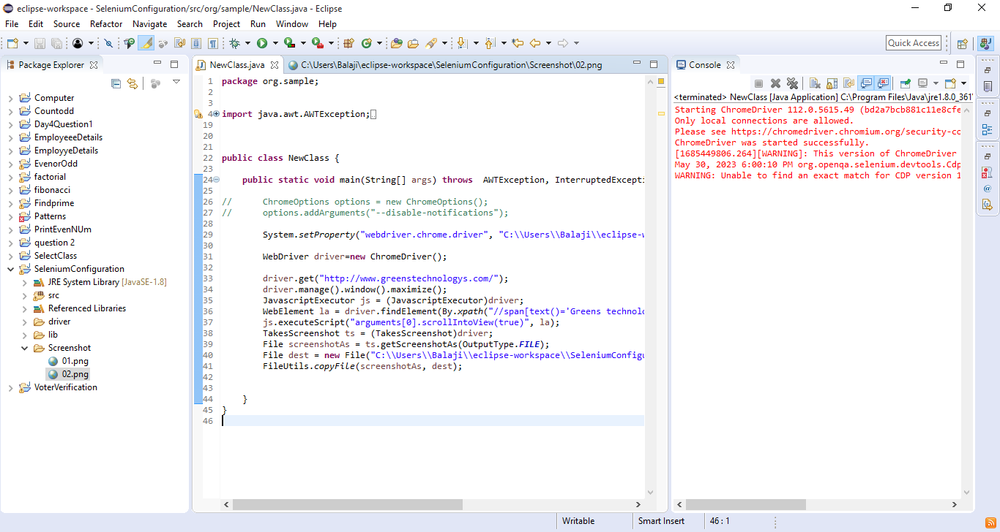 eclipse-workspace - SeleniumConfiguration/src/org/sample/NewClass.java - Eclipse
File Edit Source Refactor Navigate Search Project Run Window Help
Quick Access
Package Explorer
Computer
Countodd
Day4Question1
EmployeeeDetails
EmployyeDetails
EvenorOdd
factorial
fibonacci
Findprime
Patterns
PrintEvenNUm
question 2
SelectClass
SeleniumConfiguration
JRE System Library [JavaSE-1.8]
src
Referenced Libraries
driver
lib
Screenshot
01.png
02.png
VoterVerification
NewClass.java C:\Users\Balaji\eclipse-workspace\SeleniumConfiguration\Screenshot\02.png
1 package org.sample;
2
3
4 import java.awt.AWTException;
19
20
21
22 public class NewClass {
23
24 public static void main(String[] args) throws  AWTException, InterruptedExcepti
25
26 // ChromeOptions options = new ChromeOptions();
27 // options.addArguments("--disable-notifications");
28
29 System.setProperty("webdriver.chrome.driver", "C:\\Users\\Balaji\\eclipse-w
30
31 WebDriver driver=new ChromeDriver();
32
33 driver.get("http://www.greenstechnologys.com/");
34 driver.manage().window().maximize();
35 JavascriptExecutor js = (JavascriptExecutor)driver;
36 WebElement la = driver.findElement(By.xpath("//span[text()='Greens technolo
37 js.executeScript("arguments[0].scrollIntoView(true)", la);
38 TakesScreenshot ts = (TakesScreenshot)driver;
39 File screenshotAs = ts.getScreenshotAs(OutputType.FILE);
40 File dest = new File("C:\\Users\\Balaji\\eclipse-workspace\\SeleniumConfigu
41 FileUtils.copyFile(screenshotAs, dest);
42
43
44 }
45 }
46
Console
<terminated> NewClass [Java Application] C:\Program Files\Java\jre1.8.0_361\
Starting ChromeDriver 112.0.5615.49 (bd2a7bcb881c11e8cfe
Only local connections are allowed.
Please see https://chromedriver.chromium.org/security-co
ChromeDriver was started successfully.
[1685449806.264][WARNING]: This version of ChromeDriver
May 30, 2023 6:00:10 PM org.openqa.selenium.devtools.Cdp
WARNING: Unable to find an exact match for CDP version 1
Writable Smart Insert 46 : 1